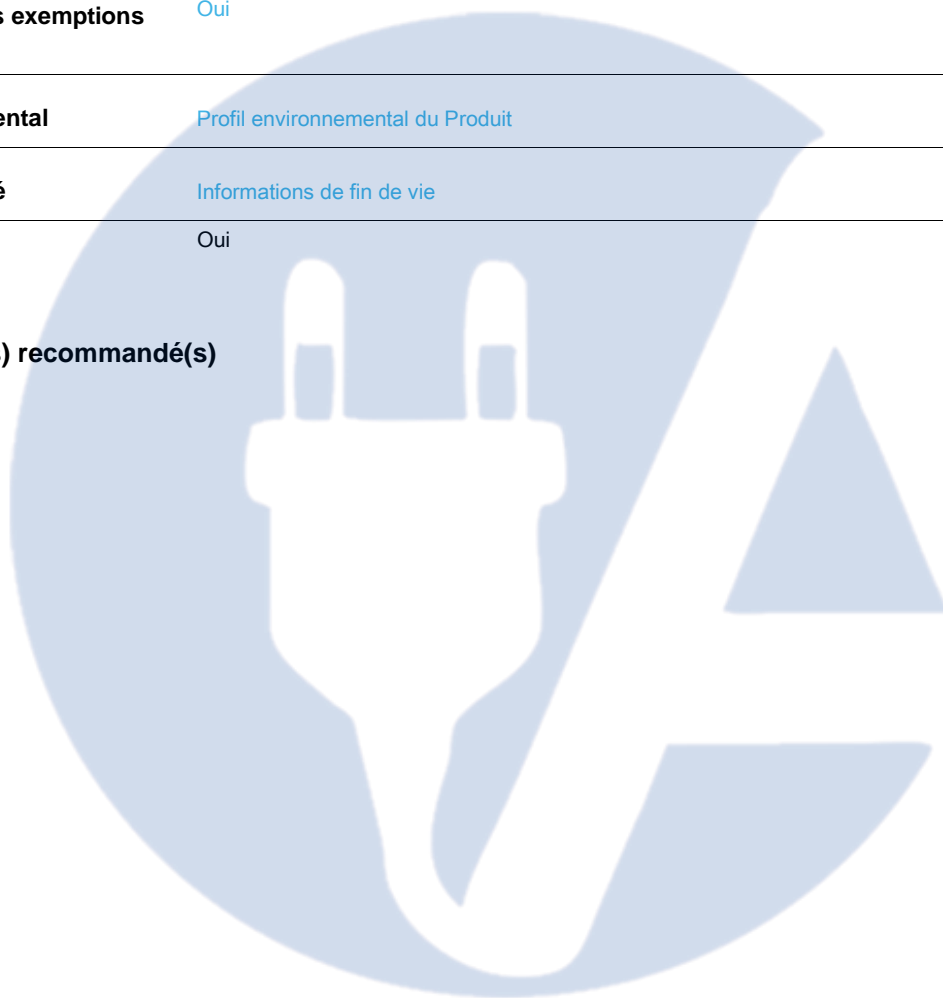 s exemptions Oui
ental Profil environnemental du Produit
é Informations de fin de vie
Oui
) recommandé(s)